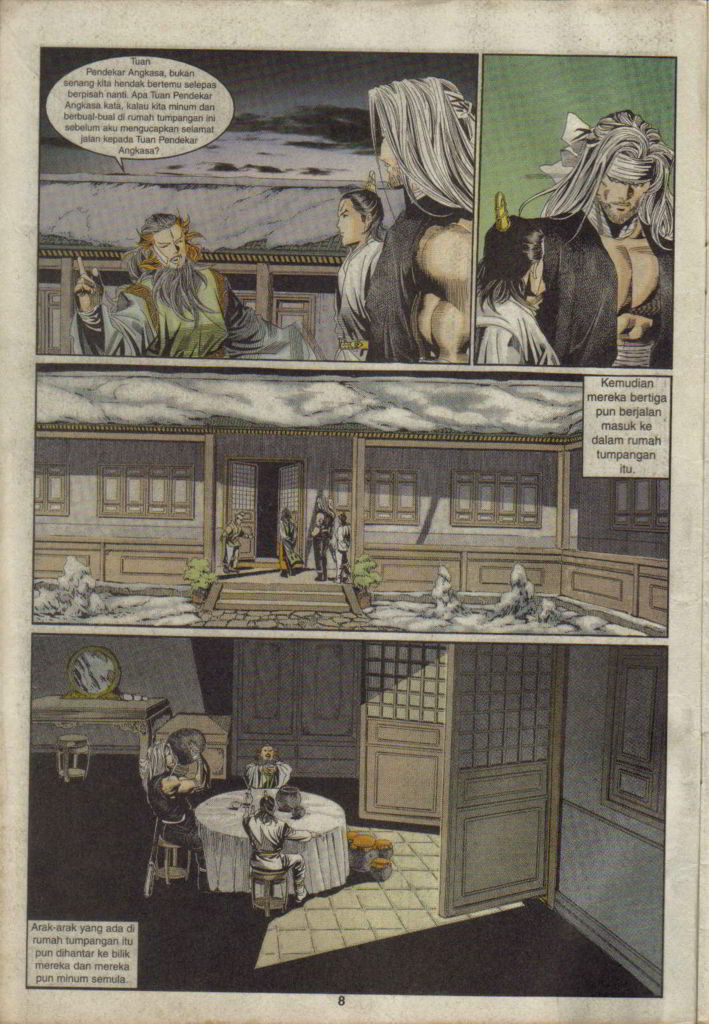 Tuan
Pendekar Angkasa, bukan
senang kita hendak bertemu selepas
berpisah nanti. Apa Tuan Pendekar
Angkasa kata, kalau kita minum dan
berbual-bual di rumah tumpangan ini
sebelum aku mengucapkan selamat
jalan kepada Tuan Pendekar
Angkasa?
Kemudian
mereka bertiga
pun berjalan
masuk ke
dalam rumah
tumpangan
itu.
Arak-arak yang ada di
rumah tumpangan itu
pun dihantar ke bilik
mereka dan mereka
pun minum semula.
8